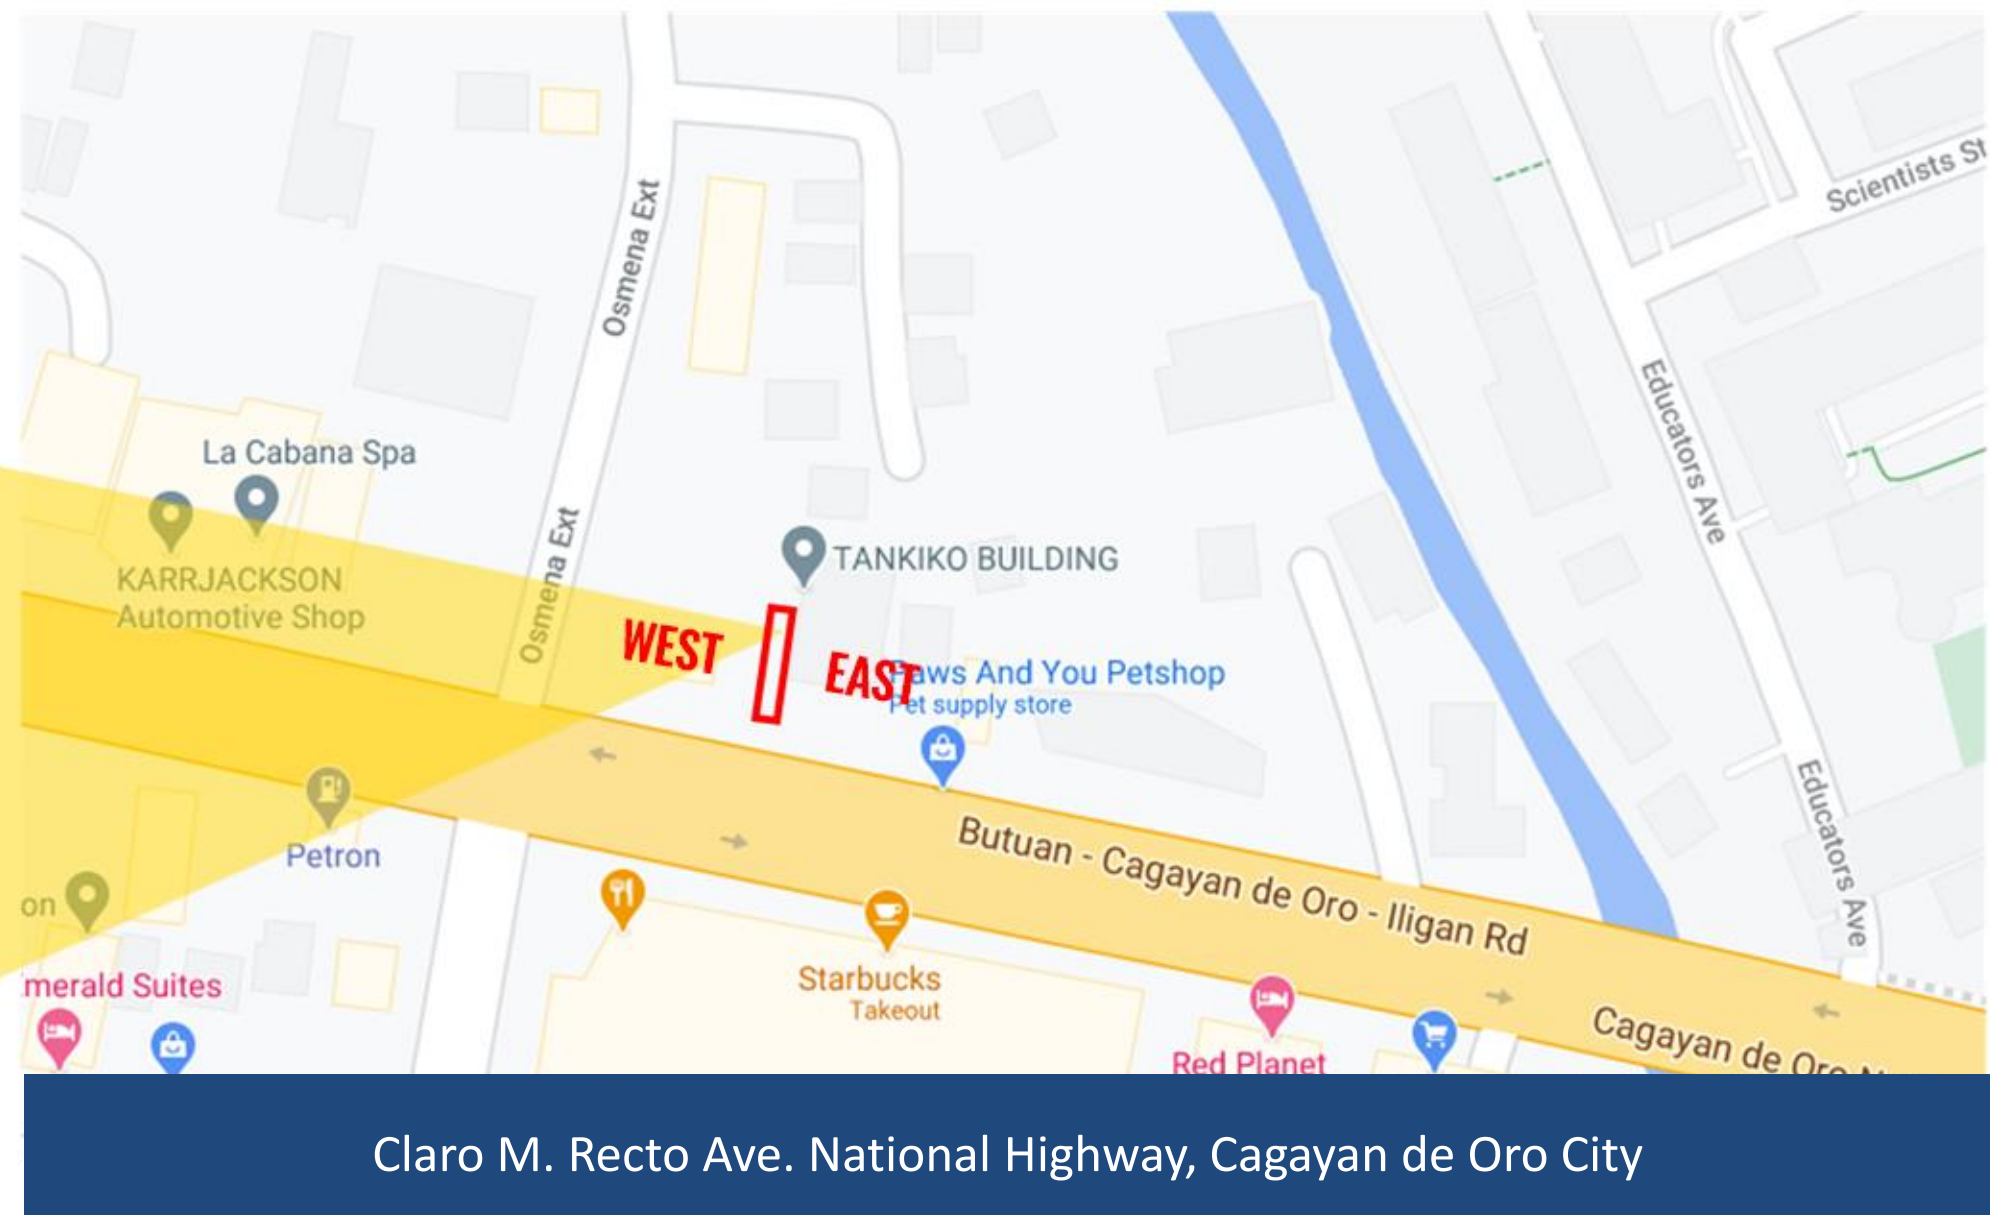 Osmena Ext
Scientists St
Educators Ave
La Cabana Spa
KARRJACKSON
Automotive Shop
Osmena Ext
TANKIKO BUILDING
WEST
EAST
Paws And You Petshop
Pet supply store
Educators Ave
Petron
Butuan - Cagayan de Oro - Iligan Rd
on
Starbucks
Takeout
merald Suites
Red Planet
Cagayan de Oro
Claro M. Recto Ave. National Highway, Cagayan de Oro City